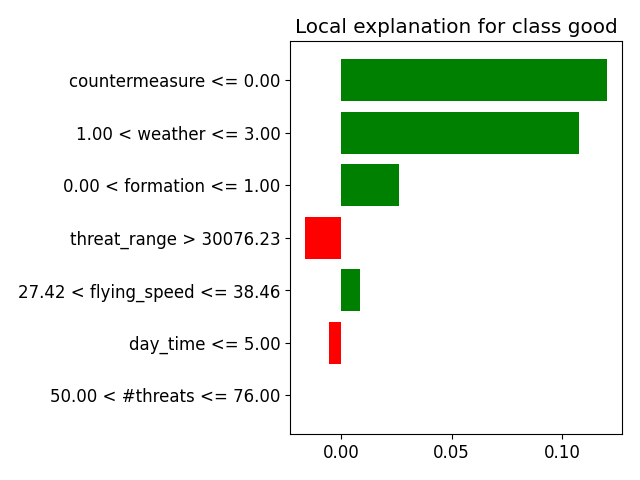 Local explanation for class good
countermeasure <= 0.00
1.00 < weather <= 3.00
0.00 < formation <= 1.00
threat_range > 30076.23
27.42 < flying_speed <= 38.46
day_time <= 5.00
50.00 < #threats <= 76.00
0.00 0.05 0.10